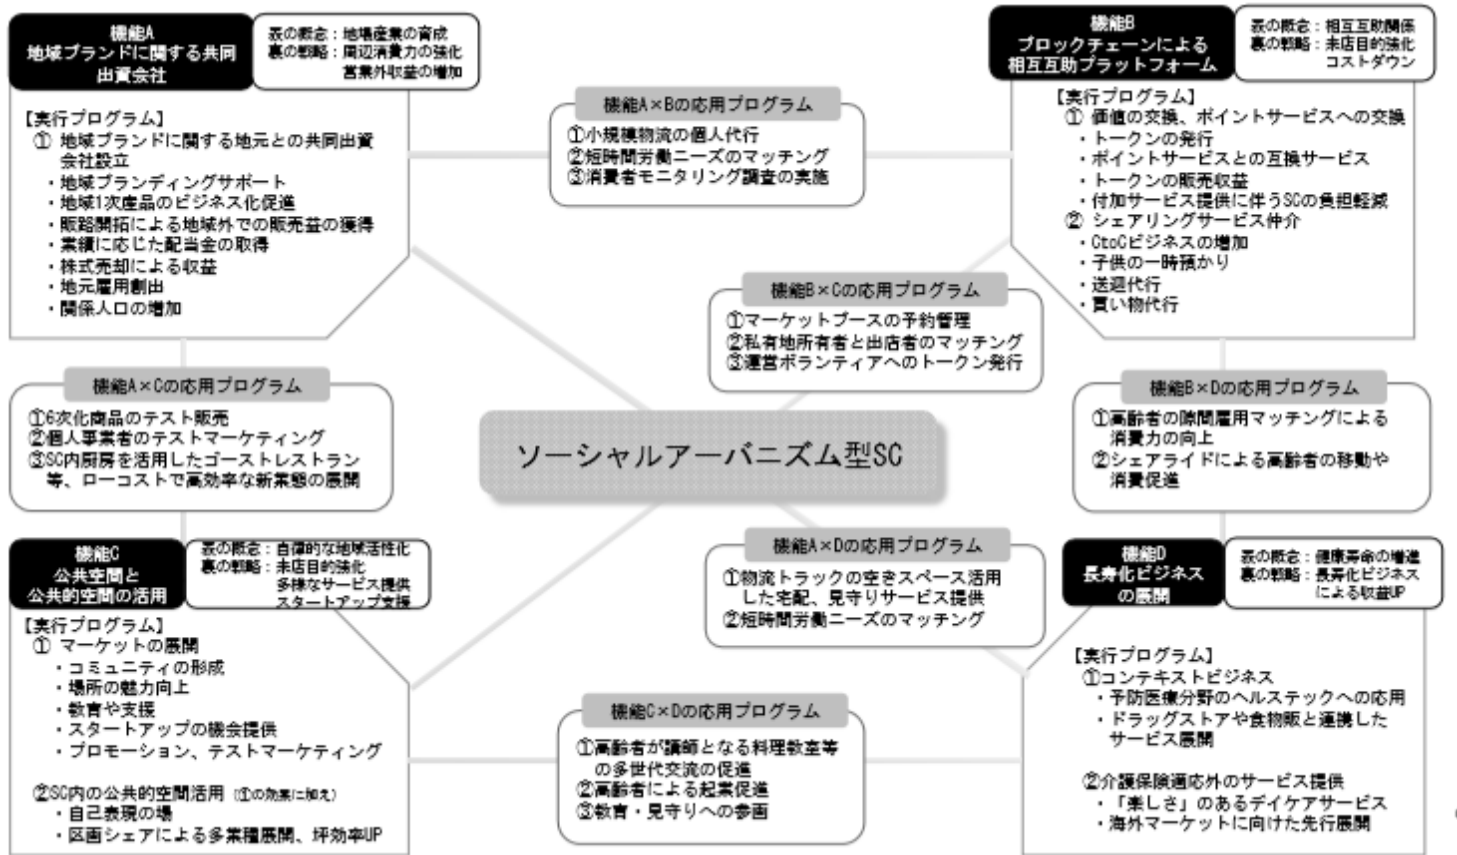 機能A
地域ブランドに関する共同
出資会社
表の概念：地場産業の育成
裏の戦略：周辺消費力の強化
営業外収益の増加
【実行プログラム】
① 地域ブランドに関する地元との共同出資
会社設立
・地域ブランディングサポート
・地域1次産品のビジネス化促進
・販路開拓による地域外での販売益の獲得
・業績に応じた配当金の取得
・株式売却による収益
・地元雇用創出
・関係人口の増加
機能A×Bの応用プログラム
①小規模物流の個人代行
②短時間労働ニーズのマッチング
③消費者モニタリング調査の実施
機能B
ブロックチェーンによる
相互互助プラットフォーム
表の概念：相互互助関係
裏の戦略：来店目的強化
コストダウン
【実行プログラム】
① 価値の交換、ポイントサービスへの交換
・トークンの発行
・ポイントサービスとの互換サービス
・トークンの販売収益
・付加サービス提供に伴うSCの負担軽減
② シェアリングサービス仲介
・CtoCビジネスの増加
・子供の一時預かり
・送迎代行
・買い物代行
機能B×Cの応用プログラム
①マーケットブースの予約管理
②私有地所有者と出店者のマッチング
③運営ボランティアへのトークン発行
機能A×Cの応用プログラム
①6次化商品のテスト販売
②個人事業者のテストマーケティング
③SC内厨房を活用したゴーストレストラン
等、ローコストで高効率な新業態の展開
ソーシャルアーバニズム型SC
機能B×Dの応用プログラム
①高齢者の隙間雇用マッチングによる
消費力の向上
②シェアライドによる高齢者の移動や
消費促進
機能C
公共空間と
公共的空間の活用
表の概念：自律的な地域活性化
裏の戦略：来店目的強化
多様なサービス提供
スタートアップ支援
【実行プログラム】
① マーケットの展開
・コミュニティの形成
・場所の魅力向上
・教育や支援
・スタートアップの機会提供
・プロモーション、テストマーケティング
②SC内の公共的空間活用（①の効果に加え）
・自己表現の場
・区画シェアによる多業種展開、坪効率UP
機能A×Dの応用プログラム
①物流トラックの空きスペース活用
した宅配、見守りサービス提供
②短時間労働ニーズのマッチング
機能C×Dの応用プログラム
①高齢者が講師となる料理教室等
の多世代交流の促進
②高齢者による起業促進
③教育・見守りへの参画
機能D
長寿化ビジネス
の展開
表の概念：健康寿命の増進
裏の戦略：長寿化ビジネス
による収益UP
【実行プログラム】
①コンテキストビジネス
・予防医療分野のヘルステックへの応用
・ドラッグストアや食物販と連携した
サービス展開
②介護保険適応外のサービス提供
・「楽しさ」のあるデイケアサービス
・海外マーケットに向けた先行展開